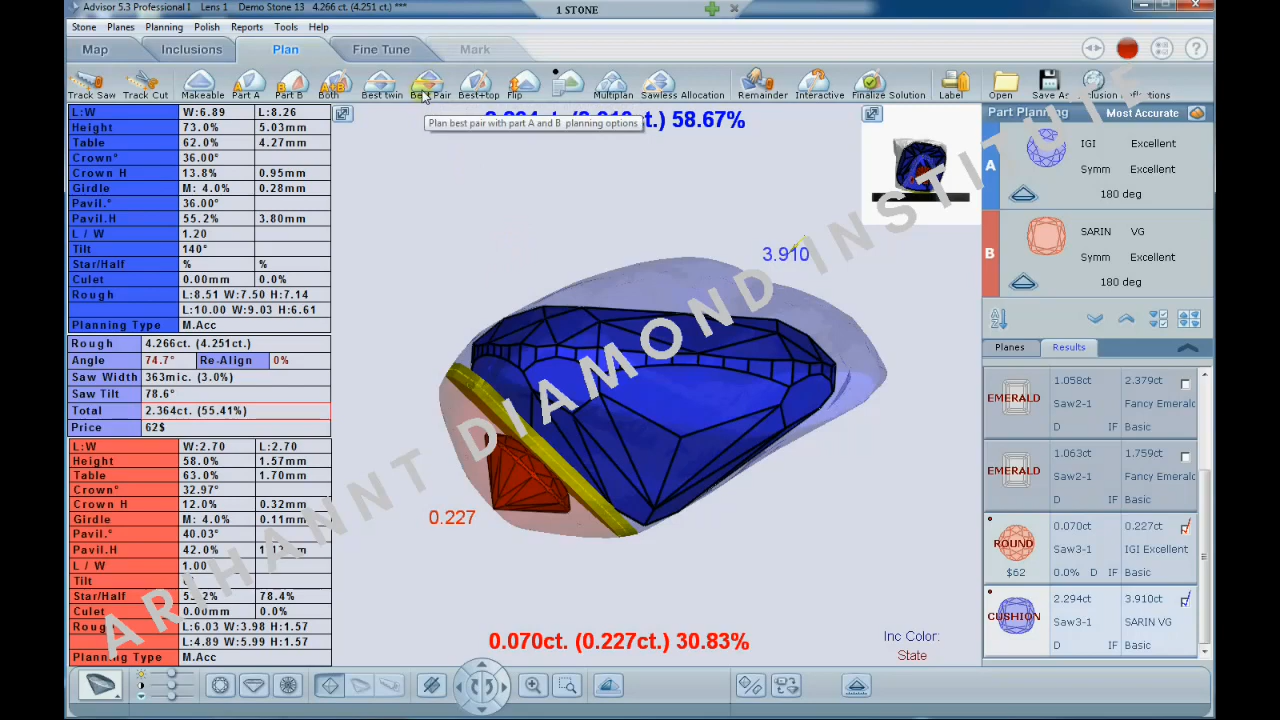 Advisor 5.3 Professional I Lens 1 Demo Stone 13 4.266 ct. ( 4.251 ct.) ***
1 STONE
Stone Planes Planning Polish Reports Tools Help
Map Inclusions Plan Fine Tune Mark
Track Saw Track Cut Makeable Part A Part B Both Best twin Best Pair Best+top Flip Multiplan Sawless Allocation Remainder Interactive Finalize Solution Label Open Save As
Plan best pair with part A and B planning options
ct.) 58.67%
L:W W:6.89 L:8.26
Height 73.0% 5.03mm
Table 62.0% 4.27mm
Crown° 36.00°
Crown H 13.8% 0.95mm
Girdle M: 4.0% 0.28mm
Pavil.° 36.00°
Pavil.H 55.2% 3.80mm
L / W 1.20
Tilt 140°
Star/Half % %
Culet 0.00mm 0.0%
Rough L:8.51 W:7.50 H:7.14
L:10.00 W:9.03 H:6.61
Planning Type M.Acc
Rough 4.266ct. (4.251ct.)
Angle 74.7° Re-Align 0%
Saw Width 363mic. (3.0%)
Saw Tilt 78.6°
Total 2.364ct. (55.41%)
Price 62$
L:W W:2.70 L:2.70
Height 58.0% 1.57mm
Table 63.0% 1.70mm
Crown° 32.97°
Crown H 12.0% 0.32mm
Girdle M: 4.0% 0.11mm
Pavil.° 40.03°
Pavil.H 42.0%
L / W 1.00
Tilt
Star/Half 78.4%
Culet 0.00mm 0.0%
Rough L:6.03 W:3.98 H:1.57
L:4.89 W:5.99 H:1.57
Planning Type M.Acc
3.910
0.227
ARIHANNT DIAMOND INSTITUTE
0.070ct. (0.227ct.) 30.83%
Inc Color:
State
Part Planning Most Accurate
A IGI Excellent
Symm Excellent
180 deg
B SARIN VG
Symm Excellent
180 deg
Planes Results
EMERALD 1.058ct 2.379ct
Saw2-1 Fancy Emerald
D IF Basic
EMERALD 1.063ct 1.759ct
Saw2-1 Fancy Emerald
D IF Basic
ROUND 0.070ct 0.227ct
Saw3-1 IGI Excellent
$62 0.0% D IF Basic
CUSHION 2.294ct 3.910ct
Saw3-1 SARIN VG
D IF Basic